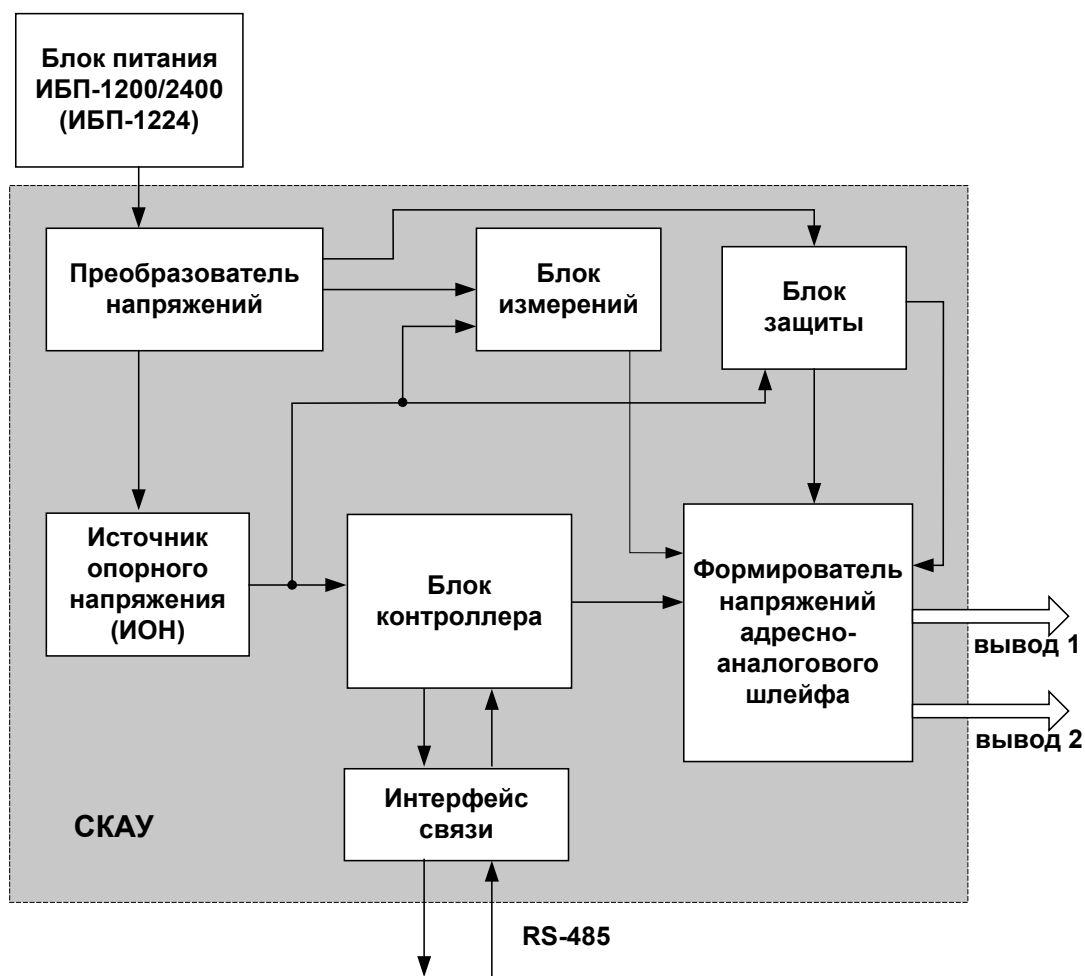 Блок питания
ИБП-1200/2400
(ИБП-1224)
Преобразователь
напряжений
Блок
измерений
Блок
защиты
Источник
опорного
напряжения
(ИОН)
Блок
контроллера
Формирователь
напряжений
адресно-
аналогового
шлейфа
вывод 1
вывод 2
Интерфейс
связи
СКАУ
RS-485